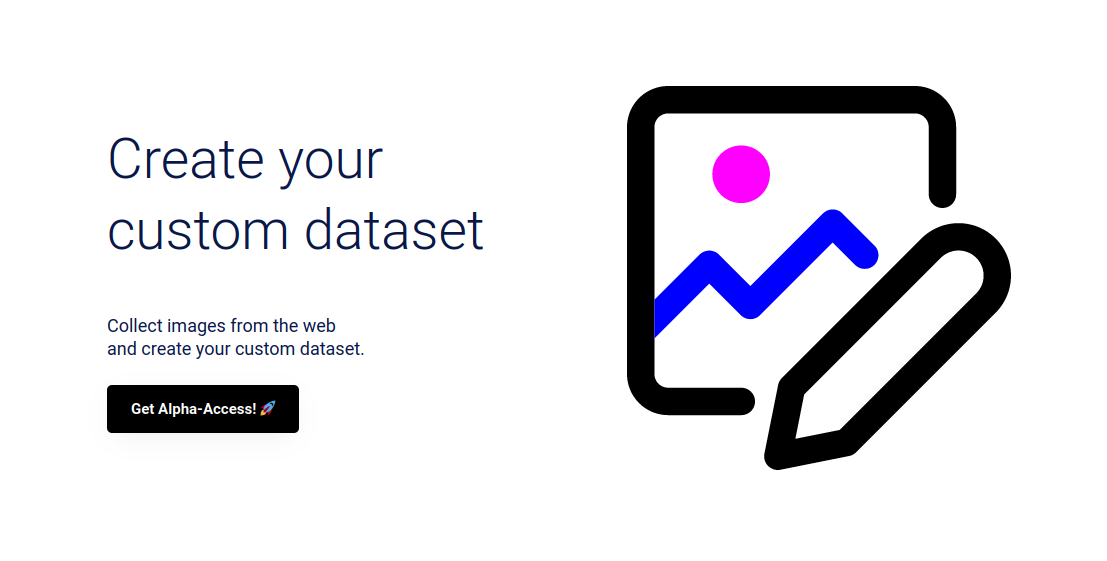 Create your
custom dataset
Collect images from the web
and create your custom dataset.
Get Alpha-Access! 🚀